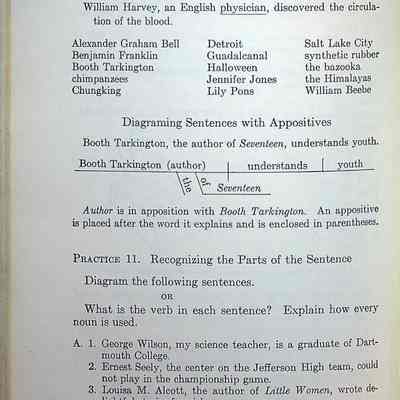 William Harvey, an English physician, discovered the circula-
tion of the blood.
Alexander Graham Bell Detroit Salt Lake City
Benjamin Franklin Guadalcanal synthetic rubber
Booth Tarkington Halloween the bazooka
chimpanzees Jennifer Jones the Himalayas
Chungking Lily Pons William Beebe
Diagraming Sentences with Appositives
Booth Tarkington, the author of Seventeen, understands youth.
Booth Tarkington (author) understands youth
the of Seventeen
Author is in apposition with Booth Tarkington. An appositive
is placed after the word it explains and is enclosed in parentheses.
PRACTICE 11. Recognizing the Parts of the Sentence
Diagram the following sentences.
OR
What is the verb in each sentence? Explain how every
noun is used.
A. 1. George Wilson, my science teacher, is a graduate of Dart-
mouth College.
2. Ernest Seely, the center on the Jefferson High team, could
not play in the championship game.
3. Louisa M. Alcott, the author of Little Women, wrote de-